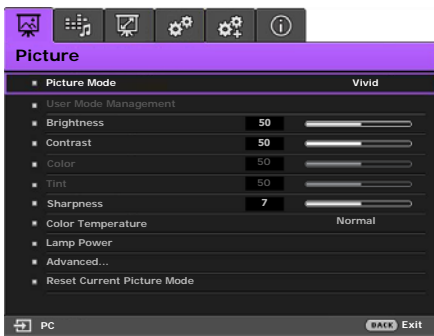 Picture
Picture Mode Vivid
User Mode Management
Brightness 50
Contrast 50
Color 50
Tint 50
Sharpness 7
Color Temperature Normal
Lamp Power
Advanced...
Reset Current Picture Mode
PC BACK Exit